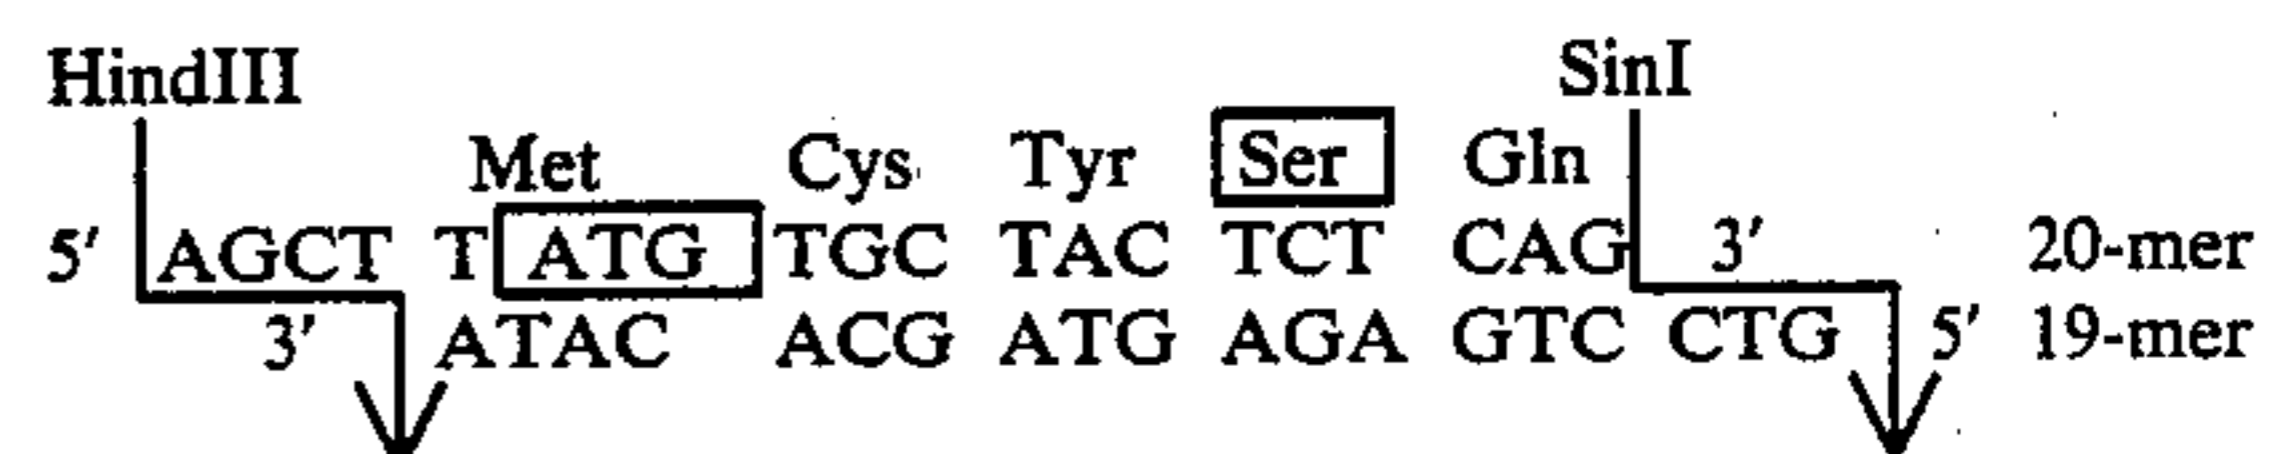 HindIII SinI
Met Cys Tyr Ser Gln
5′ AGCT T ATG TGC TAC TCT CAG 3′ 20-mer
3′ ATAC ACG ATG AGA GTC CTG 5′ 19-mer